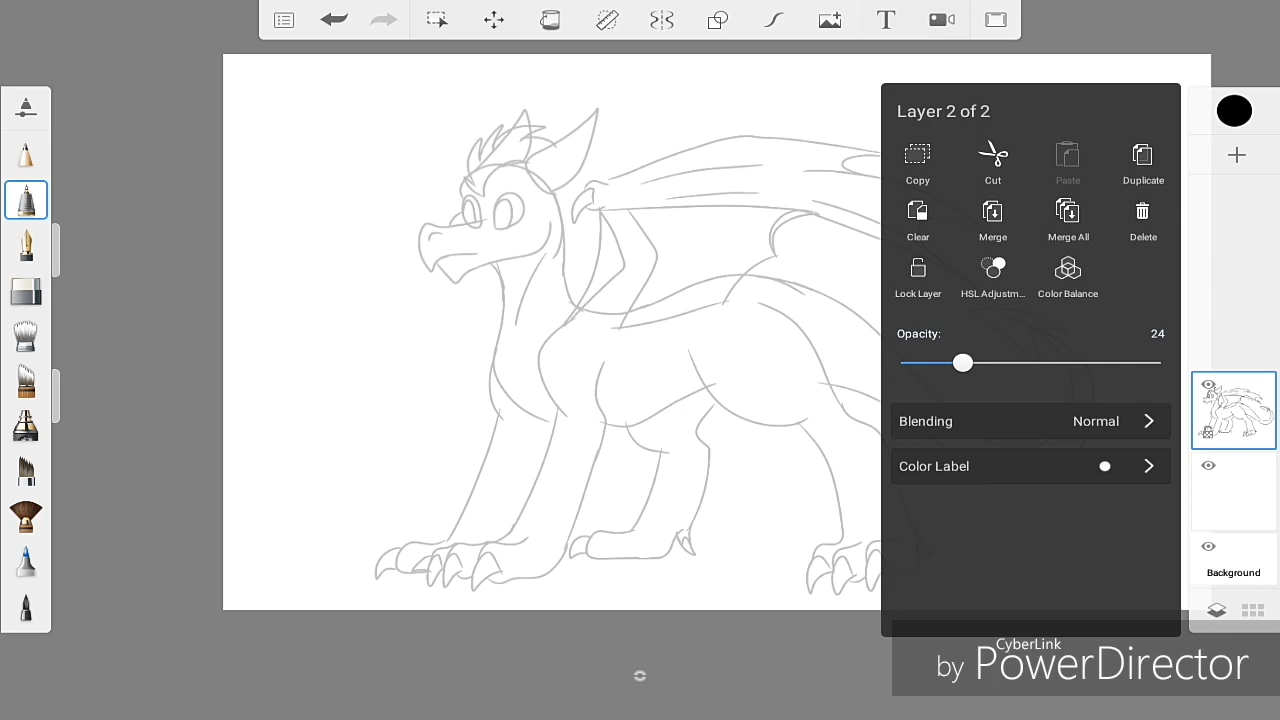 T
Layer 2 of 2
Copy Cut Paste Duplicate
Clear Merge Merge All Delete
Lock Layer HSL Adjustm... Color Balance
Opacity: 24
Blending Normal
Color Label
Background
CyberLink
by PowerDirector